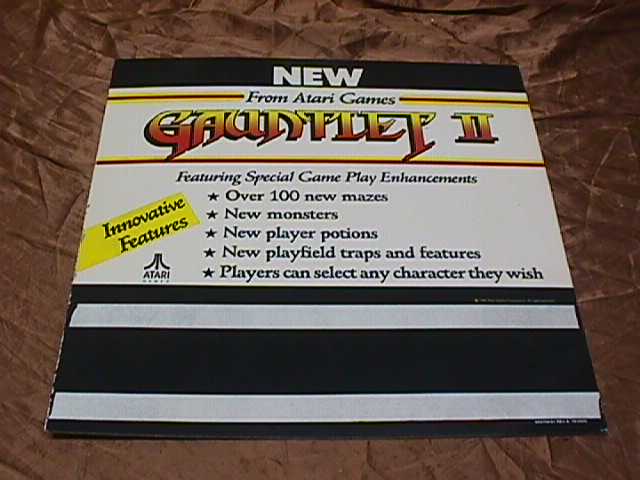 NEW
From Atari Games
GAUNTLET II
Featuring Special Game Play Enhancements
Innovative
Features
★ Over 100 new mazes
★ New monsters
★ New player potions
★ New playfield traps and features
★ Players can select any character they wish
ATARI
GAMES